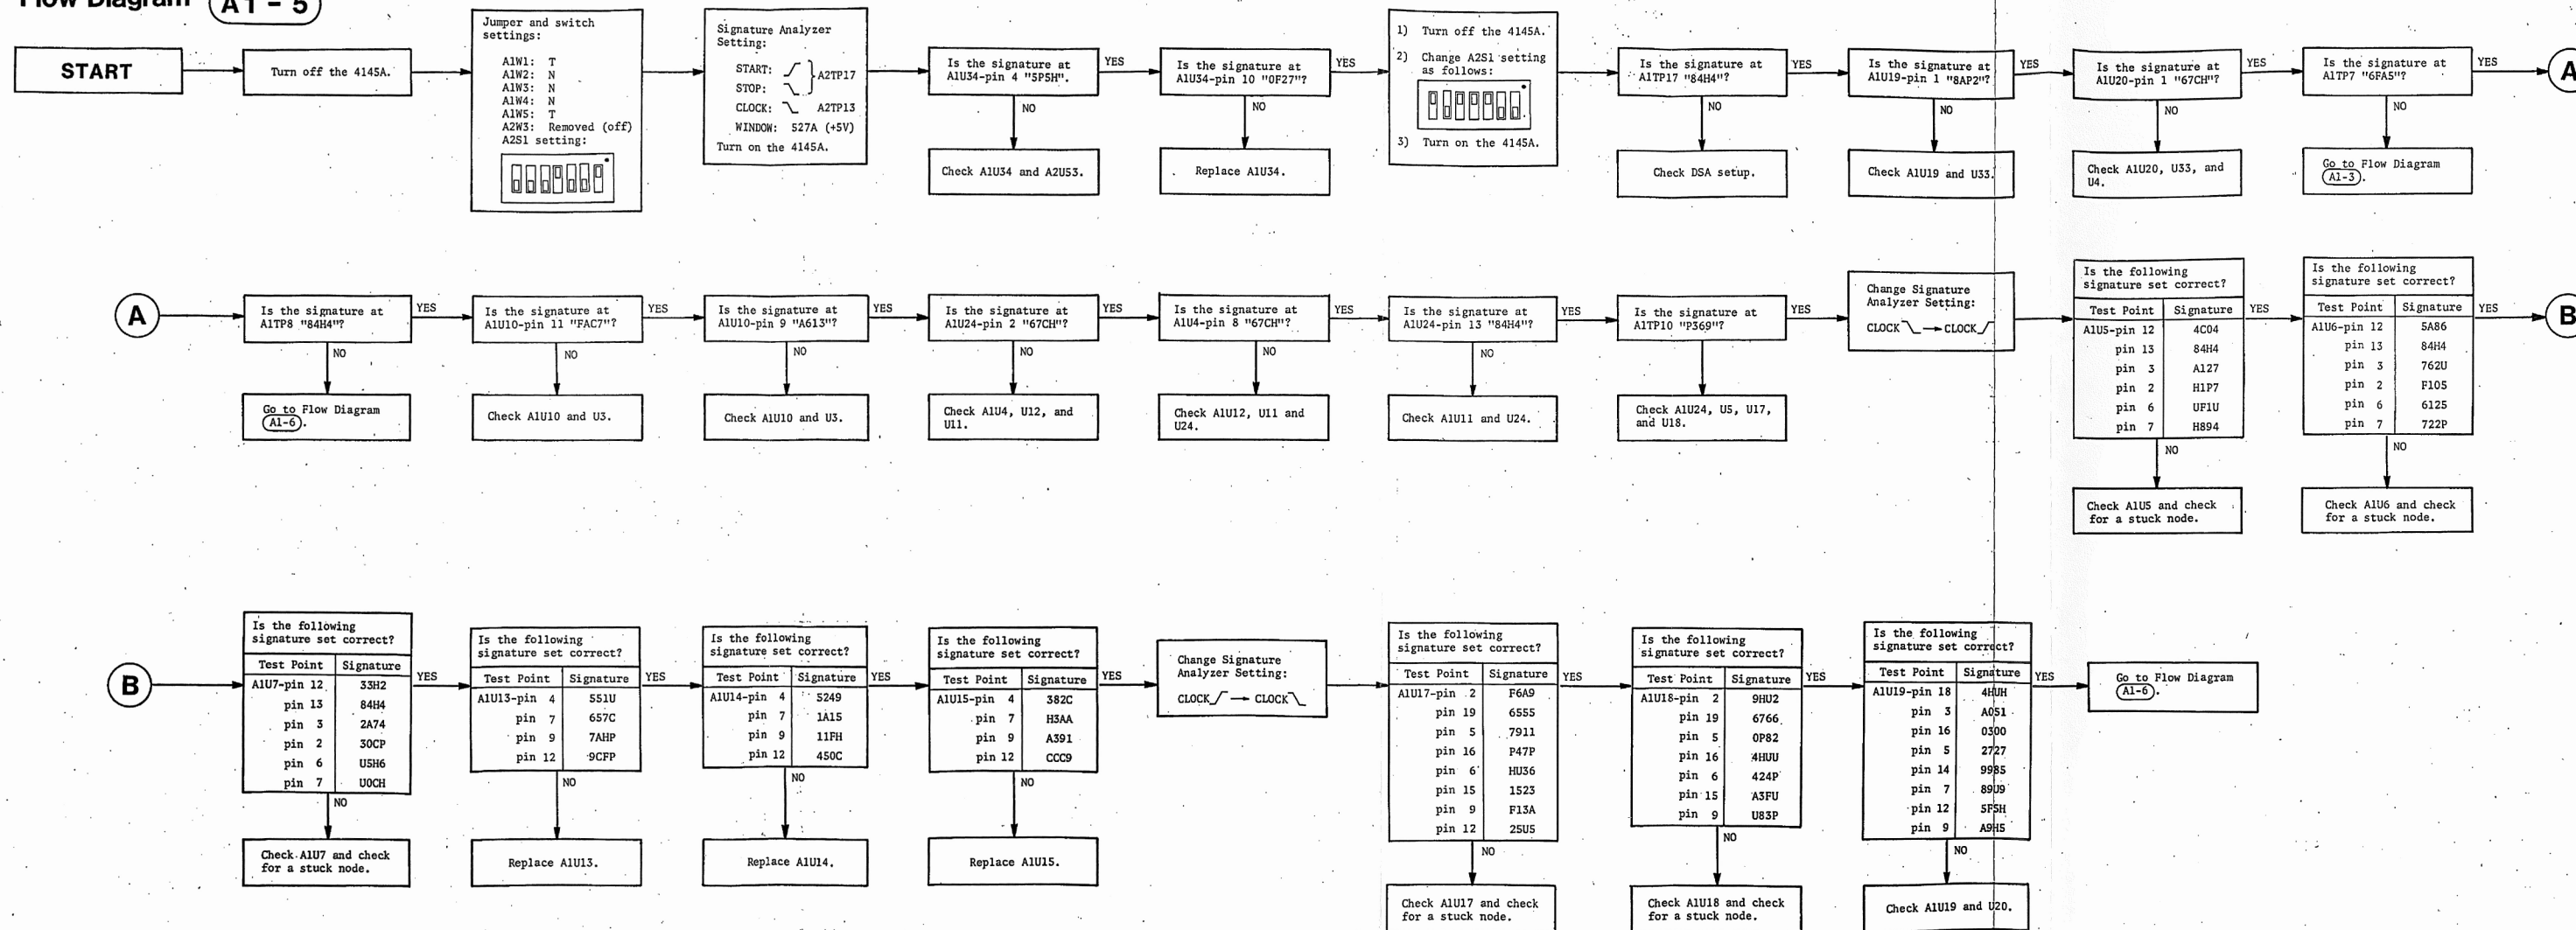 Flow Diagram A1 - 5
START
Turn off the 4145A.
Jumper and switch
settings:
A1W1: T
A1W2: N
A1W3: N
A1W4: N
A1W5: T
A2W3: Removed (off)
A2S1 setting:
Signature Analyzer
Setting:
START:
STOP:
A2TP17
CLOCK: A2TP13
WINDOW: 527A (+5V)
Turn on the 4145A.
Is the signature at
A1U34-pin 4 "5P5H".
YES
NO
Check A1U34 and A2U53.
Is the signature at
A1U34-pin 10 "0F27"?
YES
NO
Replace A1U34.
1) Turn off the 4145A.
2) Change A2S1 setting
as follows:
3) Turn on the 4145A.
Is the signature at
A1TP17 "84H4"?
YES
NO
Check DSA setup.
Is the signature at
A1U19-pin 1 "8AP2"?
YES
NO
Check A1U19 and U33.
Is the signature at
A1U20-pin 1 "67CH"?
YES
NO
Check A1U20, U33, and
U4.
Is the signature at
A1TP7 "6FA5"?
YES
NO
Go to Flow Diagram
A1-3.
A
A
Is the signature at
A1TP8 "84H4"?
YES
NO
Go to Flow Diagram
A1-6.
Is the signature at
A1U10-pin 11 "FAC7"?
YES
NO
Check A1U10 and U3.
Is the signature at
A1U10-pin 9 "A613"?
YES
NO
Check A1U10 and U3.
Is the signature at
A1U24-pin 2 "67CH"?
YES
NO
Check A1U4, U12, and
U11.
Is the signature at
A1U4-pin 8 "67CH"?
YES
NO
Check A1U12, U11 and
U24.
Is the signature at
A1U24-pin 13 "84H4"?
YES
NO
Check A1U11 and U24.
Is the signature at
A1TP10 "P369"?
YES
NO
Check A1U24, U5, U17,
and U18.
Change Signature
Analyzer Setting:
CLOCK → CLOCK
Is the following
signature set correct?
Test Point Signature
A1U5-pin 12 4C04
pin 13 84H4
pin 3 A127
pin 2 H1P7
pin 6 UF1U
pin 7 H894
YES
NO
Check A1U5 and check
for a stuck node.
Is the following
signature set correct?
Test Point Signature
A1U6-pin 12 5A86
pin 13 84H4
pin 3 762U
pin 2 F105
pin 6 6125
pin 7 722P
YES
NO
Check A1U6 and check
for a stuck node.
B
B
Is the following
signature set correct?
Test Point Signature
A1U7-pin 12 33H2
pin 13 84H4
pin 3 2A74
pin 2 30CP
pin 6 U5H6
pin 7 U0CH
YES
NO
Check A1U7 and check
for a stuck node.
Is the following
signature set correct?
Test Point Signature
A1U13-pin 4 551U
pin 7 657C
pin 9 7AHP
pin 12 9CFP
YES
NO
Replace A1U13.
Is the following
signature set correct?
Test Point Signature
A1U14-pin 4 5249
pin 7 1A15
pin 9 11FH
pin 12 450C
YES
NO
Replace A1U14.
Is the following
signature set correct?
Test Point Signature
A1U15-pin 4 382C
pin 7 H3AA
pin 9 A391
pin 12 CCC9
YES
NO
Replace A1U15.
Change Signature
Analyzer Setting:
CLOCK → CLOCK
Is the following
signature set correct?
Test Point Signature
A1U17-pin 2 F6A9
pin 19 6555
pin 5 7911
pin 16 P47P
pin 6 HU36
pin 15 1523
pin 9 F13A
pin 12 25U5
YES
NO
Check A1U17 and check
for a stuck node.
Is the following
signature set correct?
Test Point Signature
A1U18-pin 2 9HU2
pin 19 6766
pin 5 0P82
pin 16 4HUU
pin 6 424P
pin 15 A3FU
pin 9 U83P
YES
NO
Check A1U18 and check
for a stuck node.
Is the following
signature set correct?
Test Point Signature
A1U19-pin 18 4HUH
pin 3 A0S1
pin 16 0300
pin 5 2727
pin 14 9985
pin 7 89U9
pin 12 5F5H
pin 9 A9H5
YES
NO
Check A1U19 and U20.
Go to Flow Diagram
A1-6.